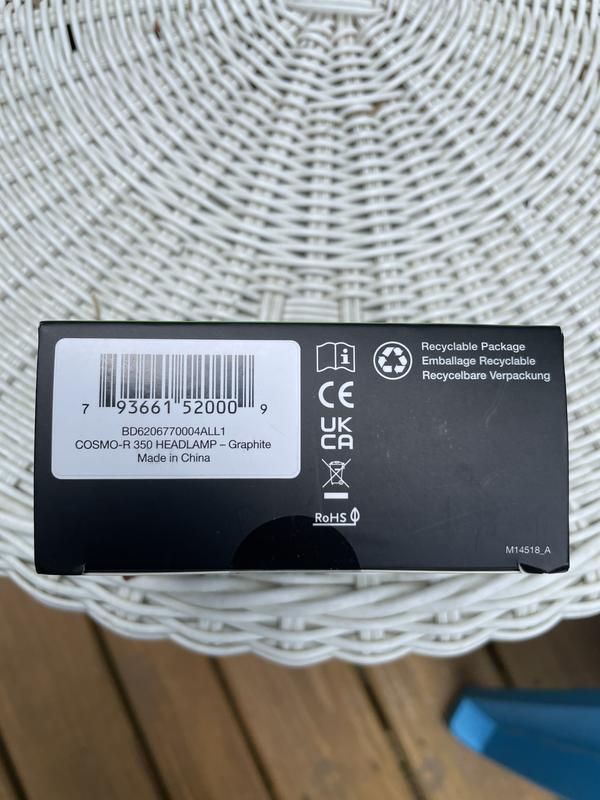 7 93661 52000 9
BD6206770004ALL1
COSMO-R 350 HEADLAMP – Graphite
Made in China
i
CE
UK
CA
RoHS
Recyclable Package
Emballage Recyclable
Recycelbare Verpackung
M14518_A